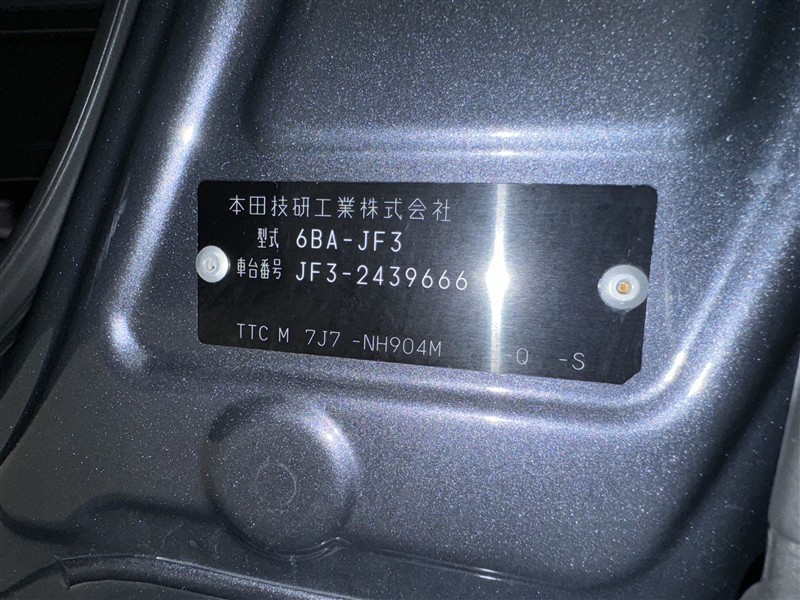 本田技研工業株式会社
型式 6BA-JF3
車台番号 JF3-2439666
TTC M 7J7 -NH904M -Q -S